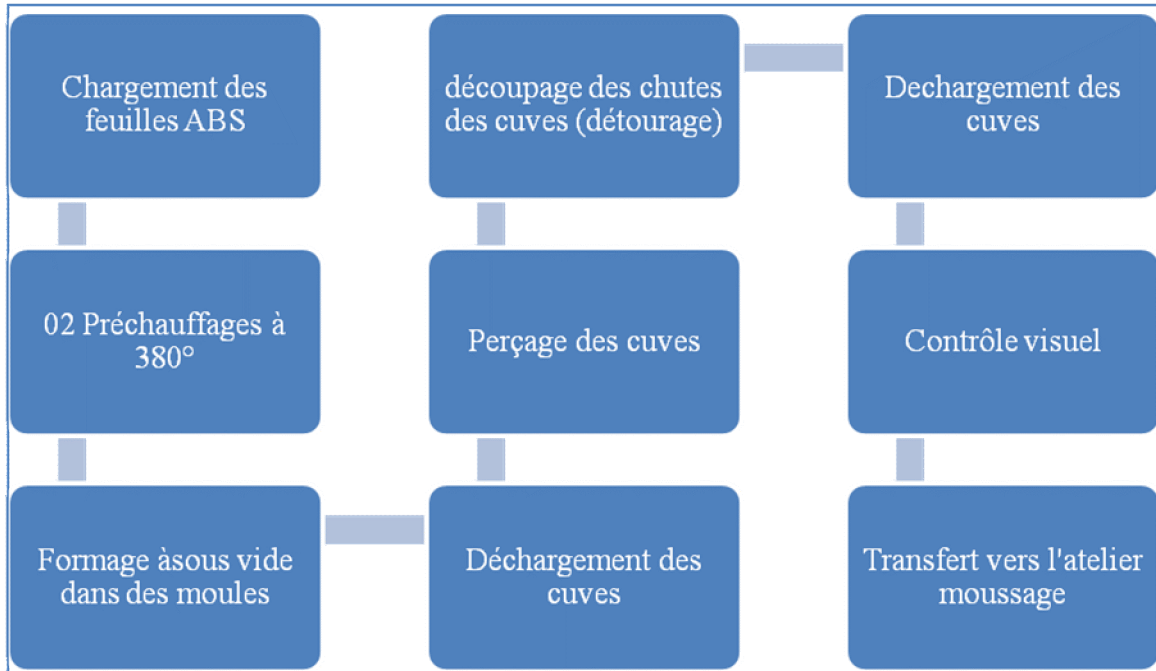 Chargement des
feuilles ABS
02 Préchauffages à
380°
Formage àsous vide
dans des moules
Déchargement des
cuves
Perçage des cuves
découpage des chutes
des cuves (détourage)
Dechargement des
cuves
Contrôle visuel
Transfert vers l'atelier
moussage